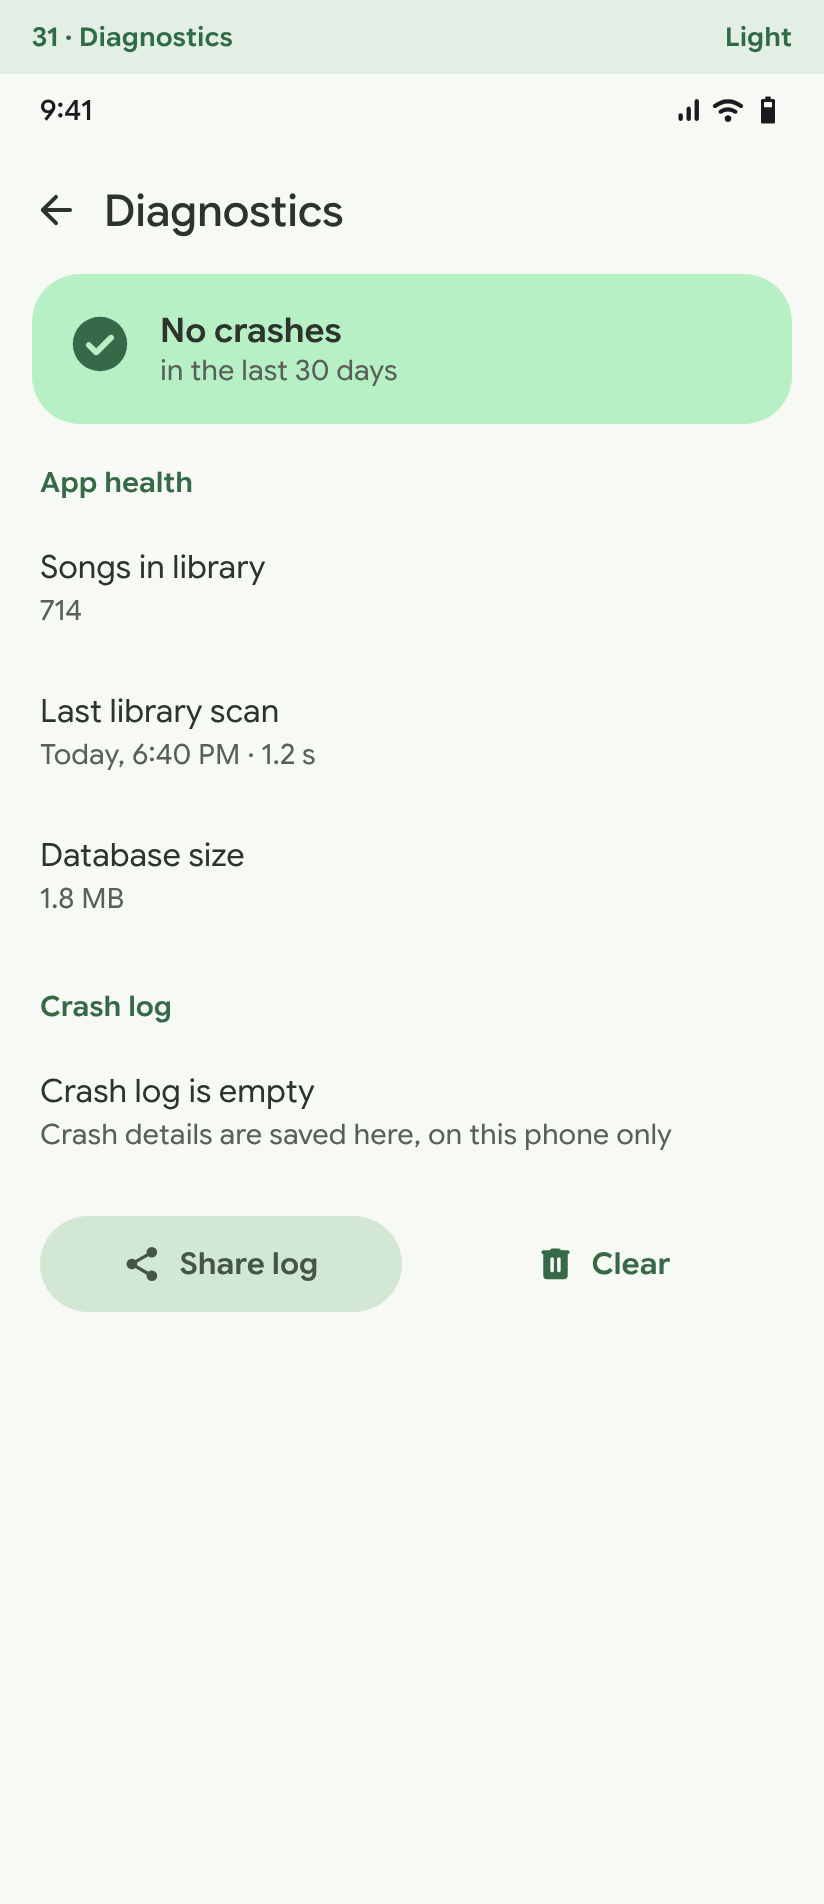 31 · Diagnostics
Light
9:41
Diagnostics
No crashes
in the last 30 days
App health
Songs in library
714
Last library scan
Today, 6:40 PM · 1.2 s
Database size
1.8 MB
Crash log
Crash log is empty
Crash details are saved here, on this phone only
Share log
Clear